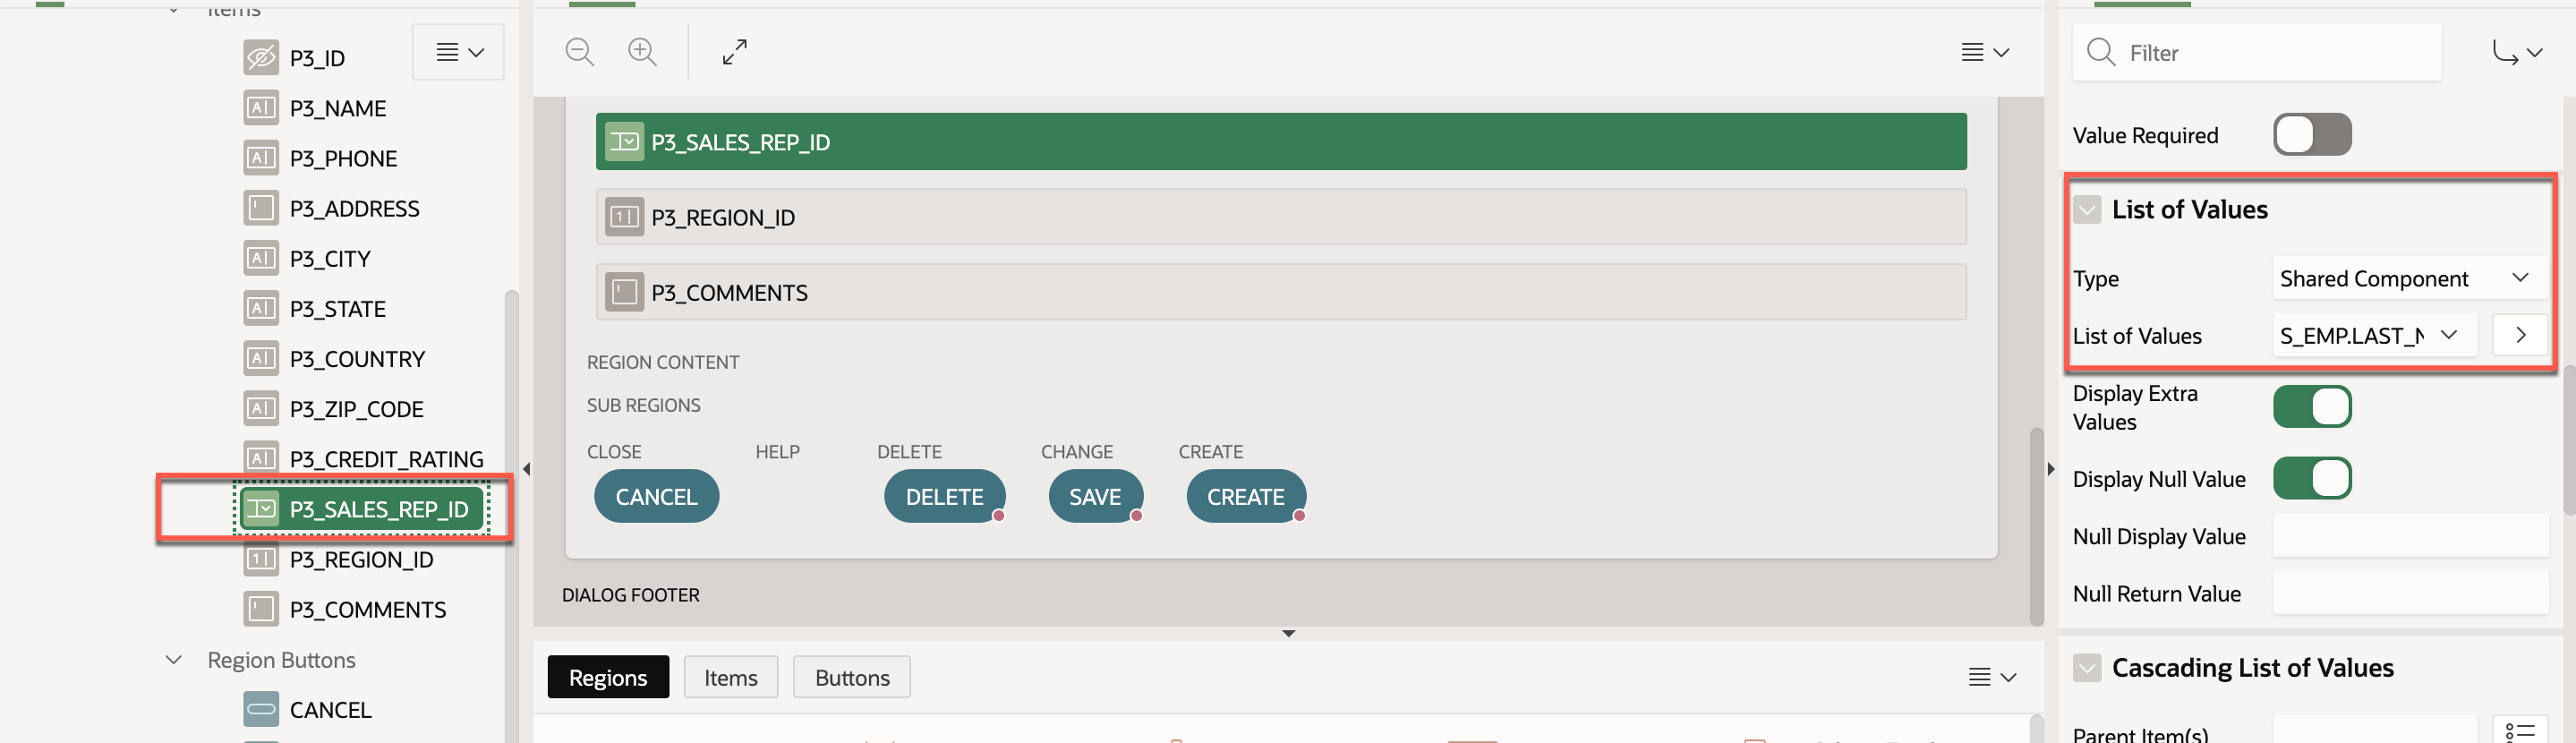 Items
P3_ID
P3_NAME
P3_PHONE
P3_ADDRESS
P3_CITY
P3_STATE
P3_COUNTRY
P3_ZIP_CODE
P3_CREDIT_RATING
P3_SALES_REP_ID
P3_REGION_ID
P3_COMMENTS
Region Buttons
CANCEL
P3_SALES_REP_ID
P3_REGION_ID
P3_COMMENTS
REGION CONTENT
SUB REGIONS
CLOSE HELP DELETE CHANGE CREATE
CANCEL DELETE SAVE CREATE
DIALOG FOOTER
Regions Items Buttons
Filter
Value Required
List of Values
Type Shared Component
List of Values S_EMP.LAST_N
Display Extra
Values
Display Null Value
Null Display Value
Null Return Value
Cascading List of Values
Parent Item(s)